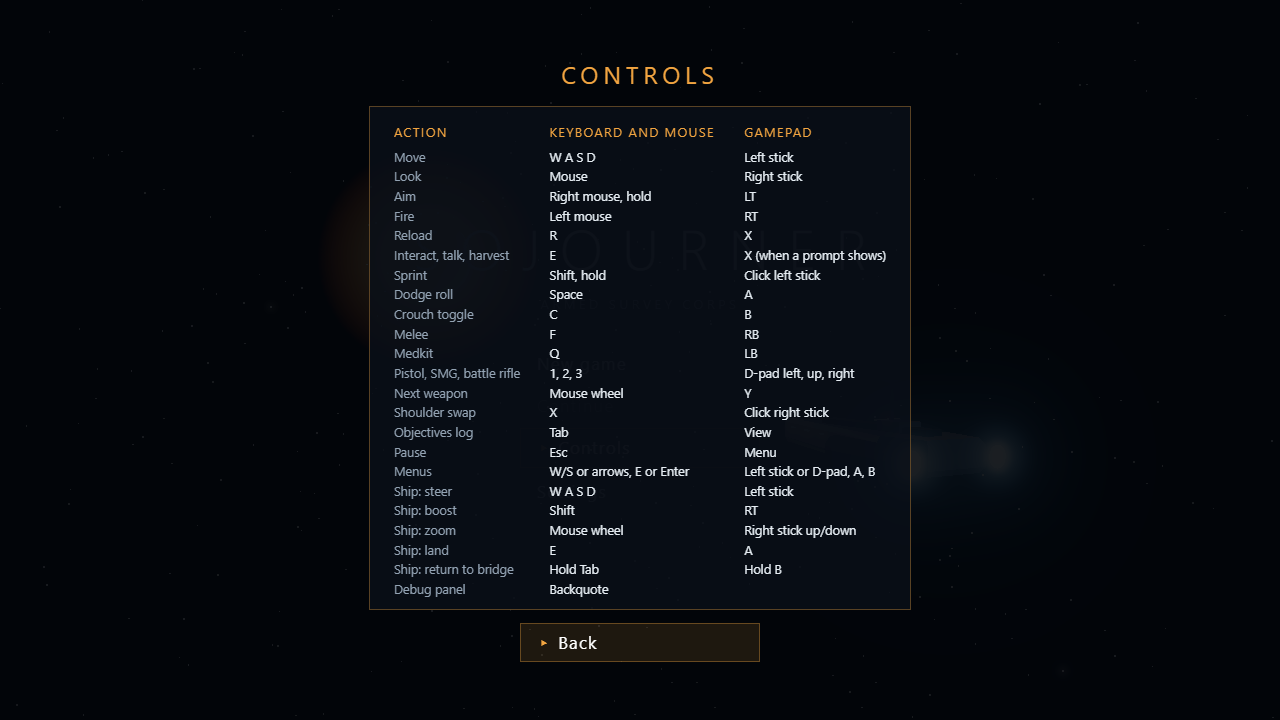 CONTROLS
ACTION KEYBOARD AND MOUSE GAMEPAD
Move W A S D Left stick
Look Mouse Right stick
Aim Right mouse, hold LT
Fire Left mouse RT
Reload R X
Interact, talk, harvest E X (when a prompt shows)
Sprint Shift, hold Click left stick
Dodge roll Space A
Crouch toggle C B
Melee F RB
Medkit Q LB
Pistol, SMG, battle rifle 1, 2, 3 D-pad left, up, right
Next weapon Mouse wheel Y
Shoulder swap X Click right stick
Objectives log Tab View
Pause Esc Menu
Menus W/S or arrows, E or Enter Left stick or D-pad, A, B
Ship: steer W A S D Left stick
Ship: boost Shift RT
Ship: zoom Mouse wheel Right stick up/down
Ship: land E A
Ship: return to bridge Hold Tab Hold B
Debug panel Backquote
▸ Back